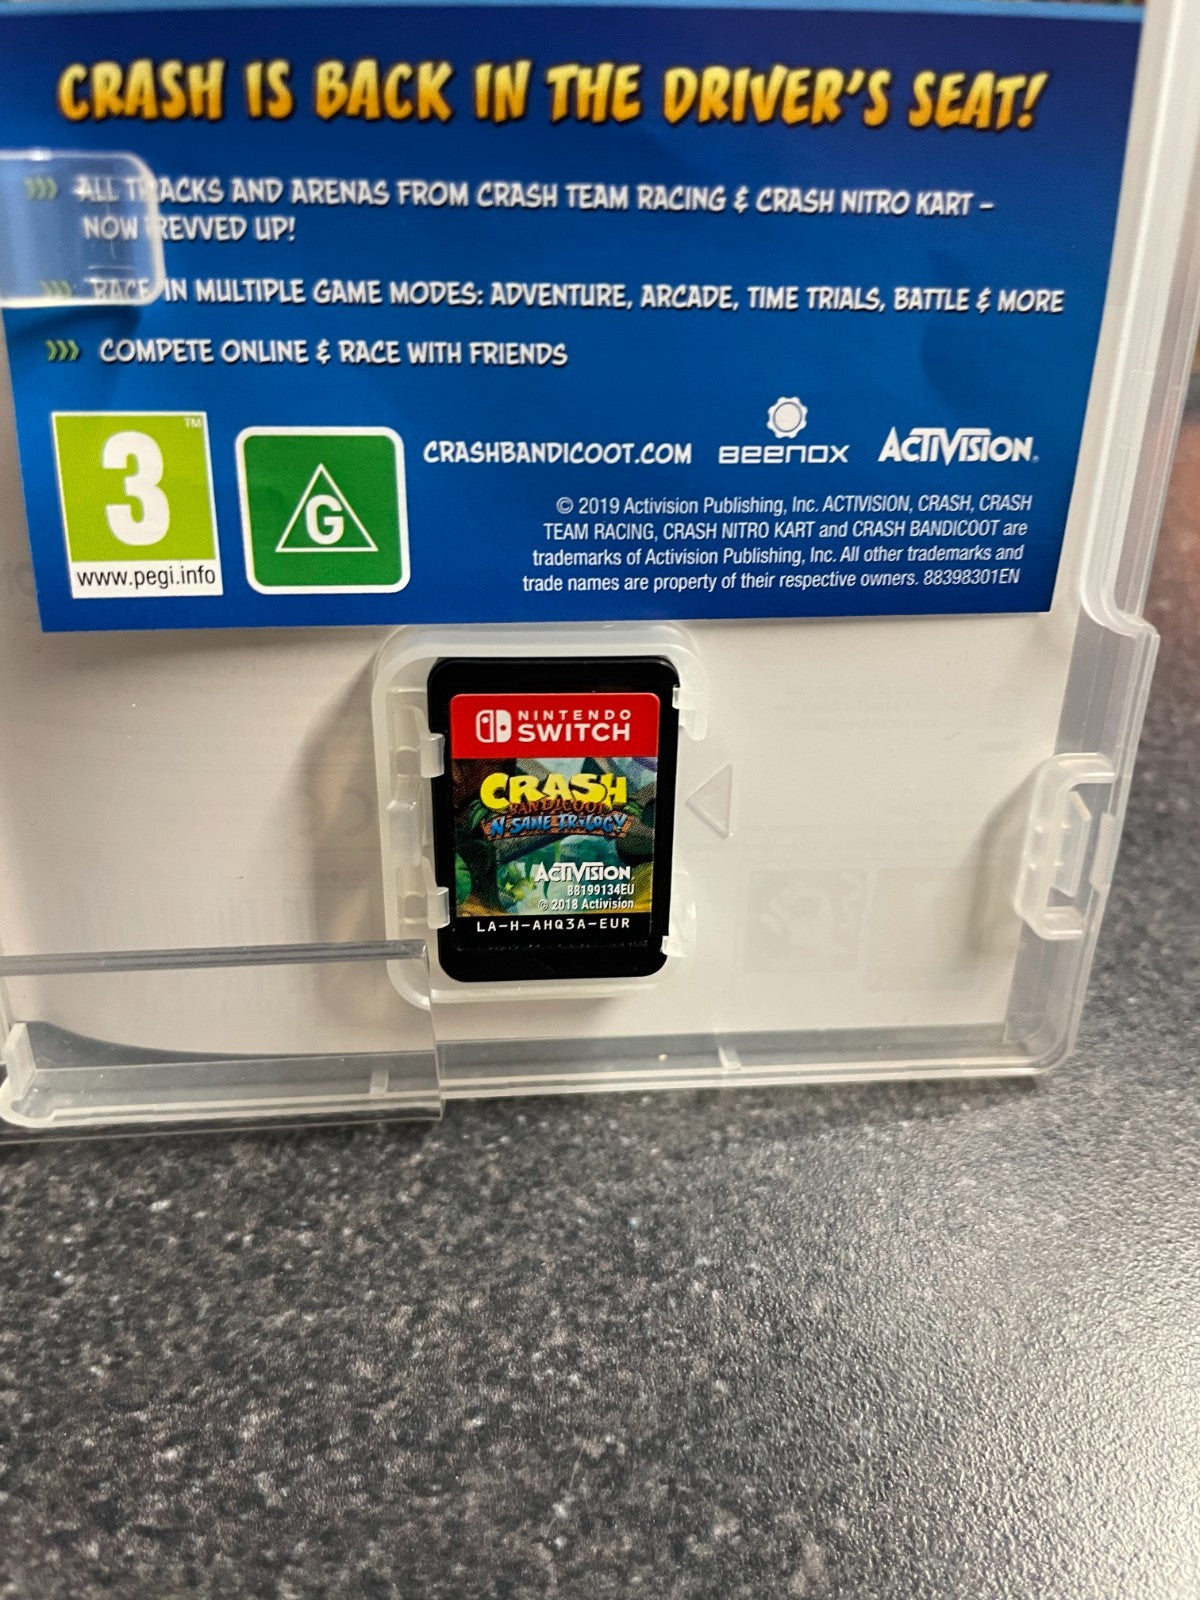 CRASH IS BACK IN THE DRIVER'S SEAT!
ALL TRACKS AND ARENAS FROM CRASH TEAM RACING & CRASH NITRO KART –
NOW REVVED UP!
RACE IN MULTIPLE GAME MODES: ADVENTURE, ARCADE, TIME TRIALS, BATTLE & MORE
COMPETE ONLINE & RACE WITH FRIENDS
3 TM
www.pegi.info
G
CRASHBANDICOOT.COM
BEENOX
ACTIVISION.
© 2019 Activision Publishing, Inc. ACTIVISION, CRASH, CRASH
TEAM RACING, CRASH NITRO KART and CRASH BANDICOOT are
trademarks of Activision Publishing, Inc. All other trademarks and
trade names are property of their respective owners. 88398301EN
NINTENDO
SWITCH
CRASH
BANDICOOT
N. SANE TRILOGY
ACTIVISION.
88199134EU
© 2018 Activision
LA-H-AHQ3A-EUR